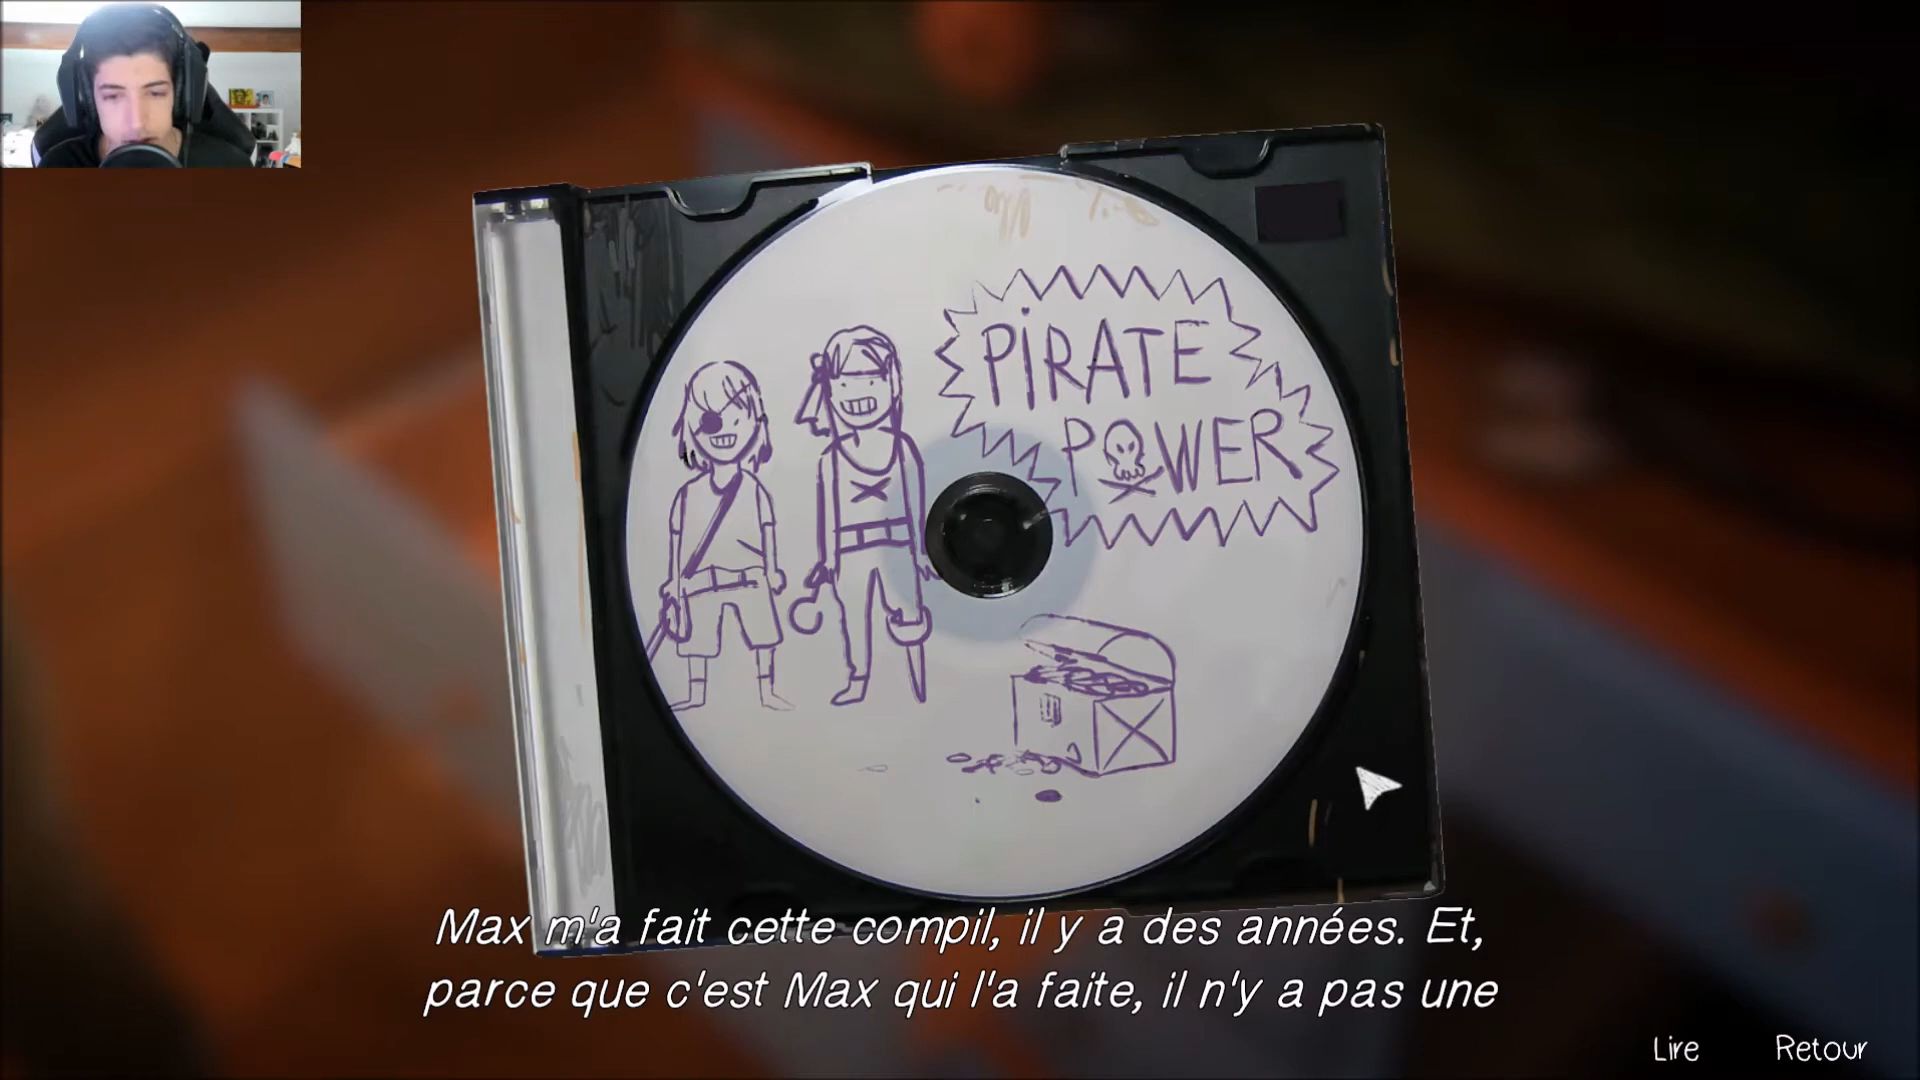 PIRATE
POWER
Max m'a fait cette compil, il y a des années. Et,
parce que c'est Max qui l'a faite, il n'y a pas une
Lire Retour